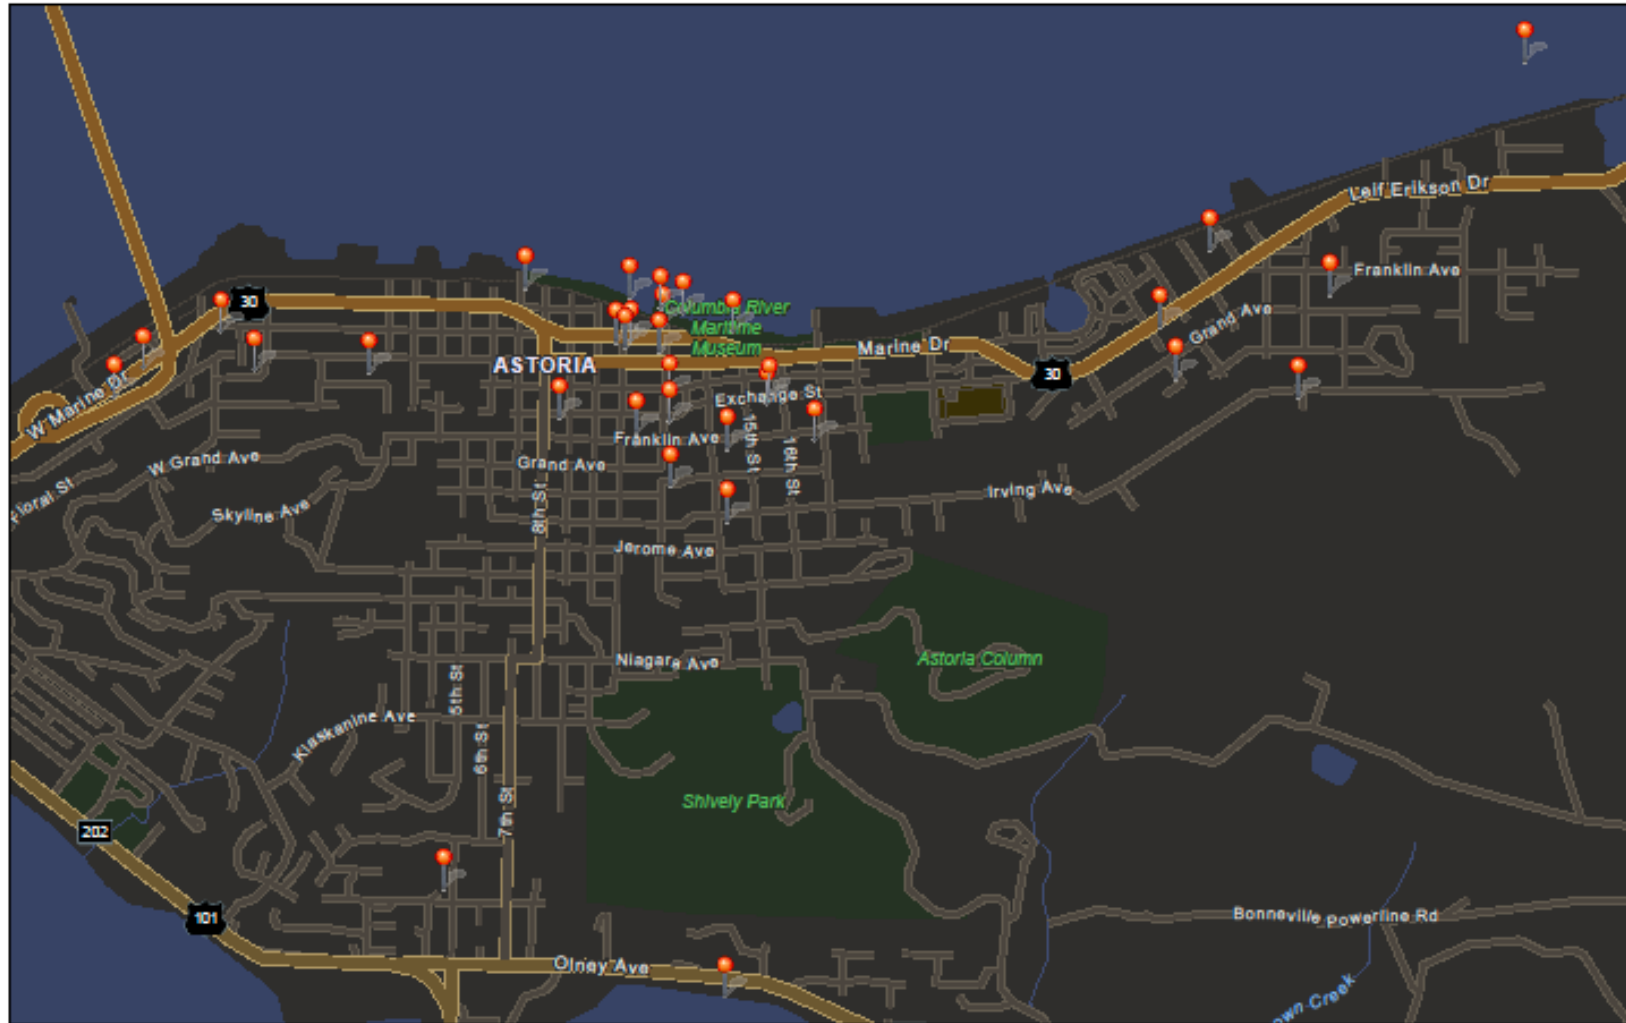 Leif Erikson Dr
Franklin Ave
30
Columbia River
Maritime
Museum
Grand Ave
Marine Dr
ASTORIA
30
W Marine Dr
Exchange St
Franklin Ave
15th St
16th St
W Grand Ave
Grand Ave
Floral St
Skyline Ave
8th St
Irving Ave
Jerome Ave
Niagara Ave
Astoria Column
5th St
Klaskanine Ave
6th St
7th St
Shively Park
202
101
Bonneville powerline Rd
Olney Ave
own Creek